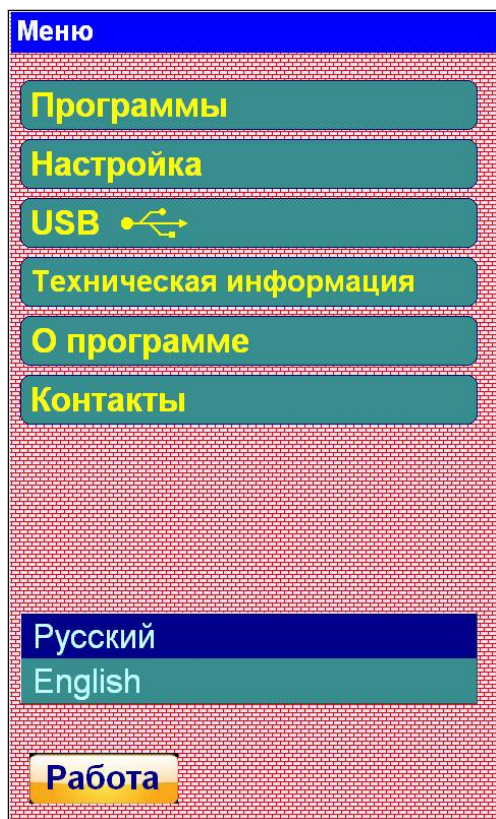 Меню
Программы
Настройка
USB
Техническая информация
О программе
Контакты
Русский
English
Работа